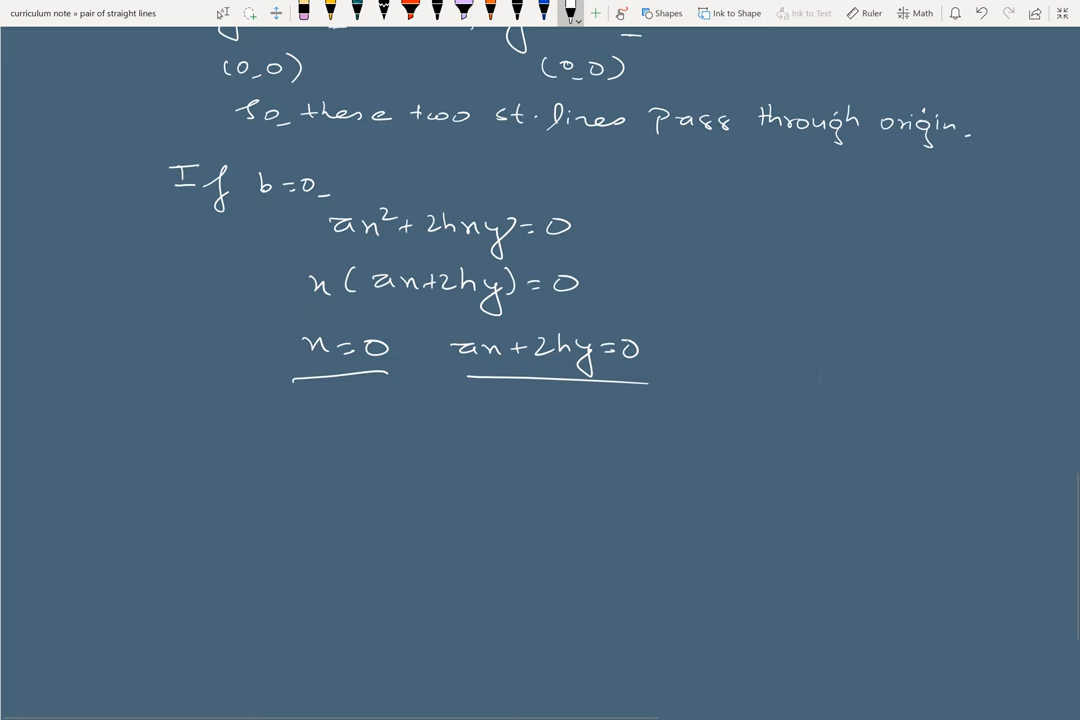 curriculum note » pair of straight lines
Shapes Ink to Shape Ink to Text Ruler Math
(0,0) (0,0)
So, these two st. lines pass through origin.
If b=0,
ax²+2hxy=0
x(ax+2hy)=0
x=0 ax+2hy=0